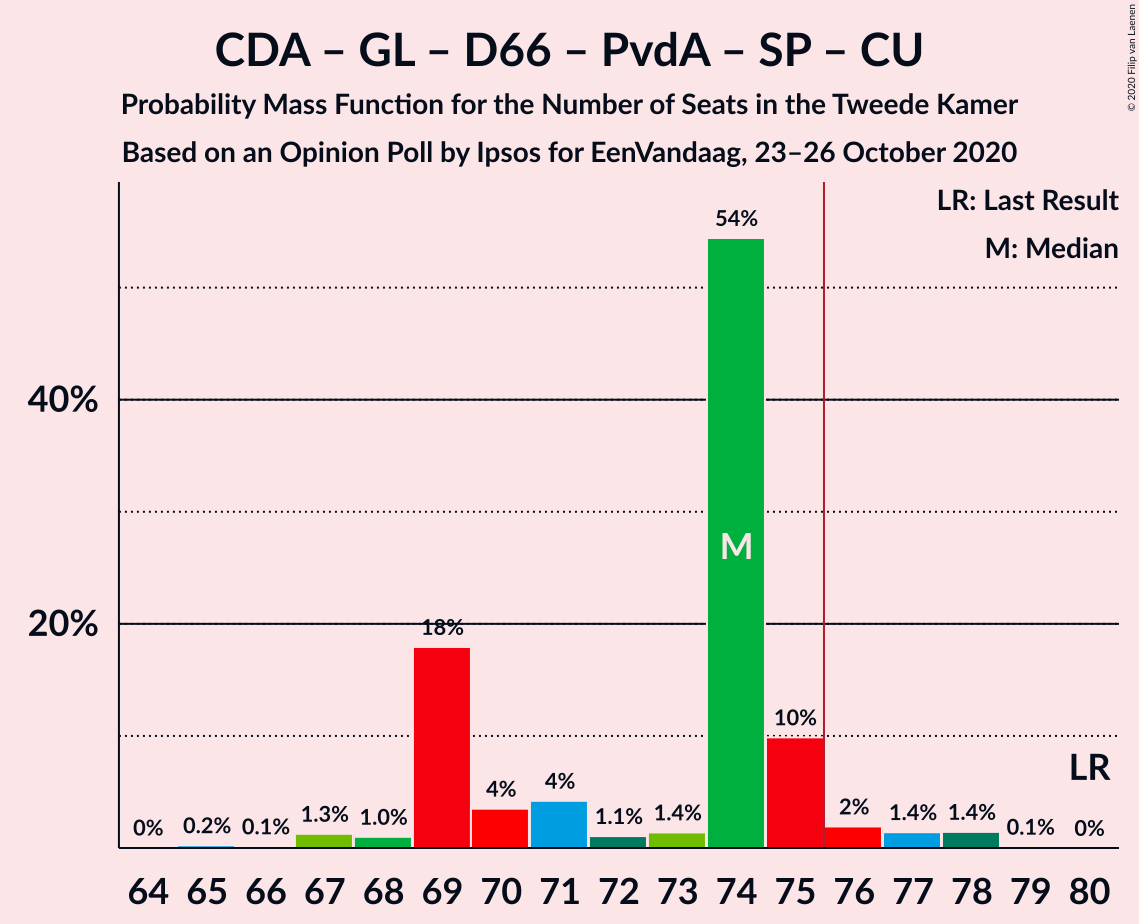 CDA – GL – D66 – PvdA – SP – CU
Probability Mass Function for the Number of Seats in the Tweede Kamer
Based on an Opinion Poll by Ipsos for EenVandaag, 23–26 October 2020
© 2020 Filip van Laenen
LR: Last Result
M: Median
54%
40%
M
20%
18%
10%
LR
0%
0.2%
0.1%
1.3%
1.0%
4%
4%
1.1%
1.4%
2%
1.4%
1.4%
0.1%
0%
64 65 66 67 68 69 70 71 72 73 74 75 76 77 78 79 80